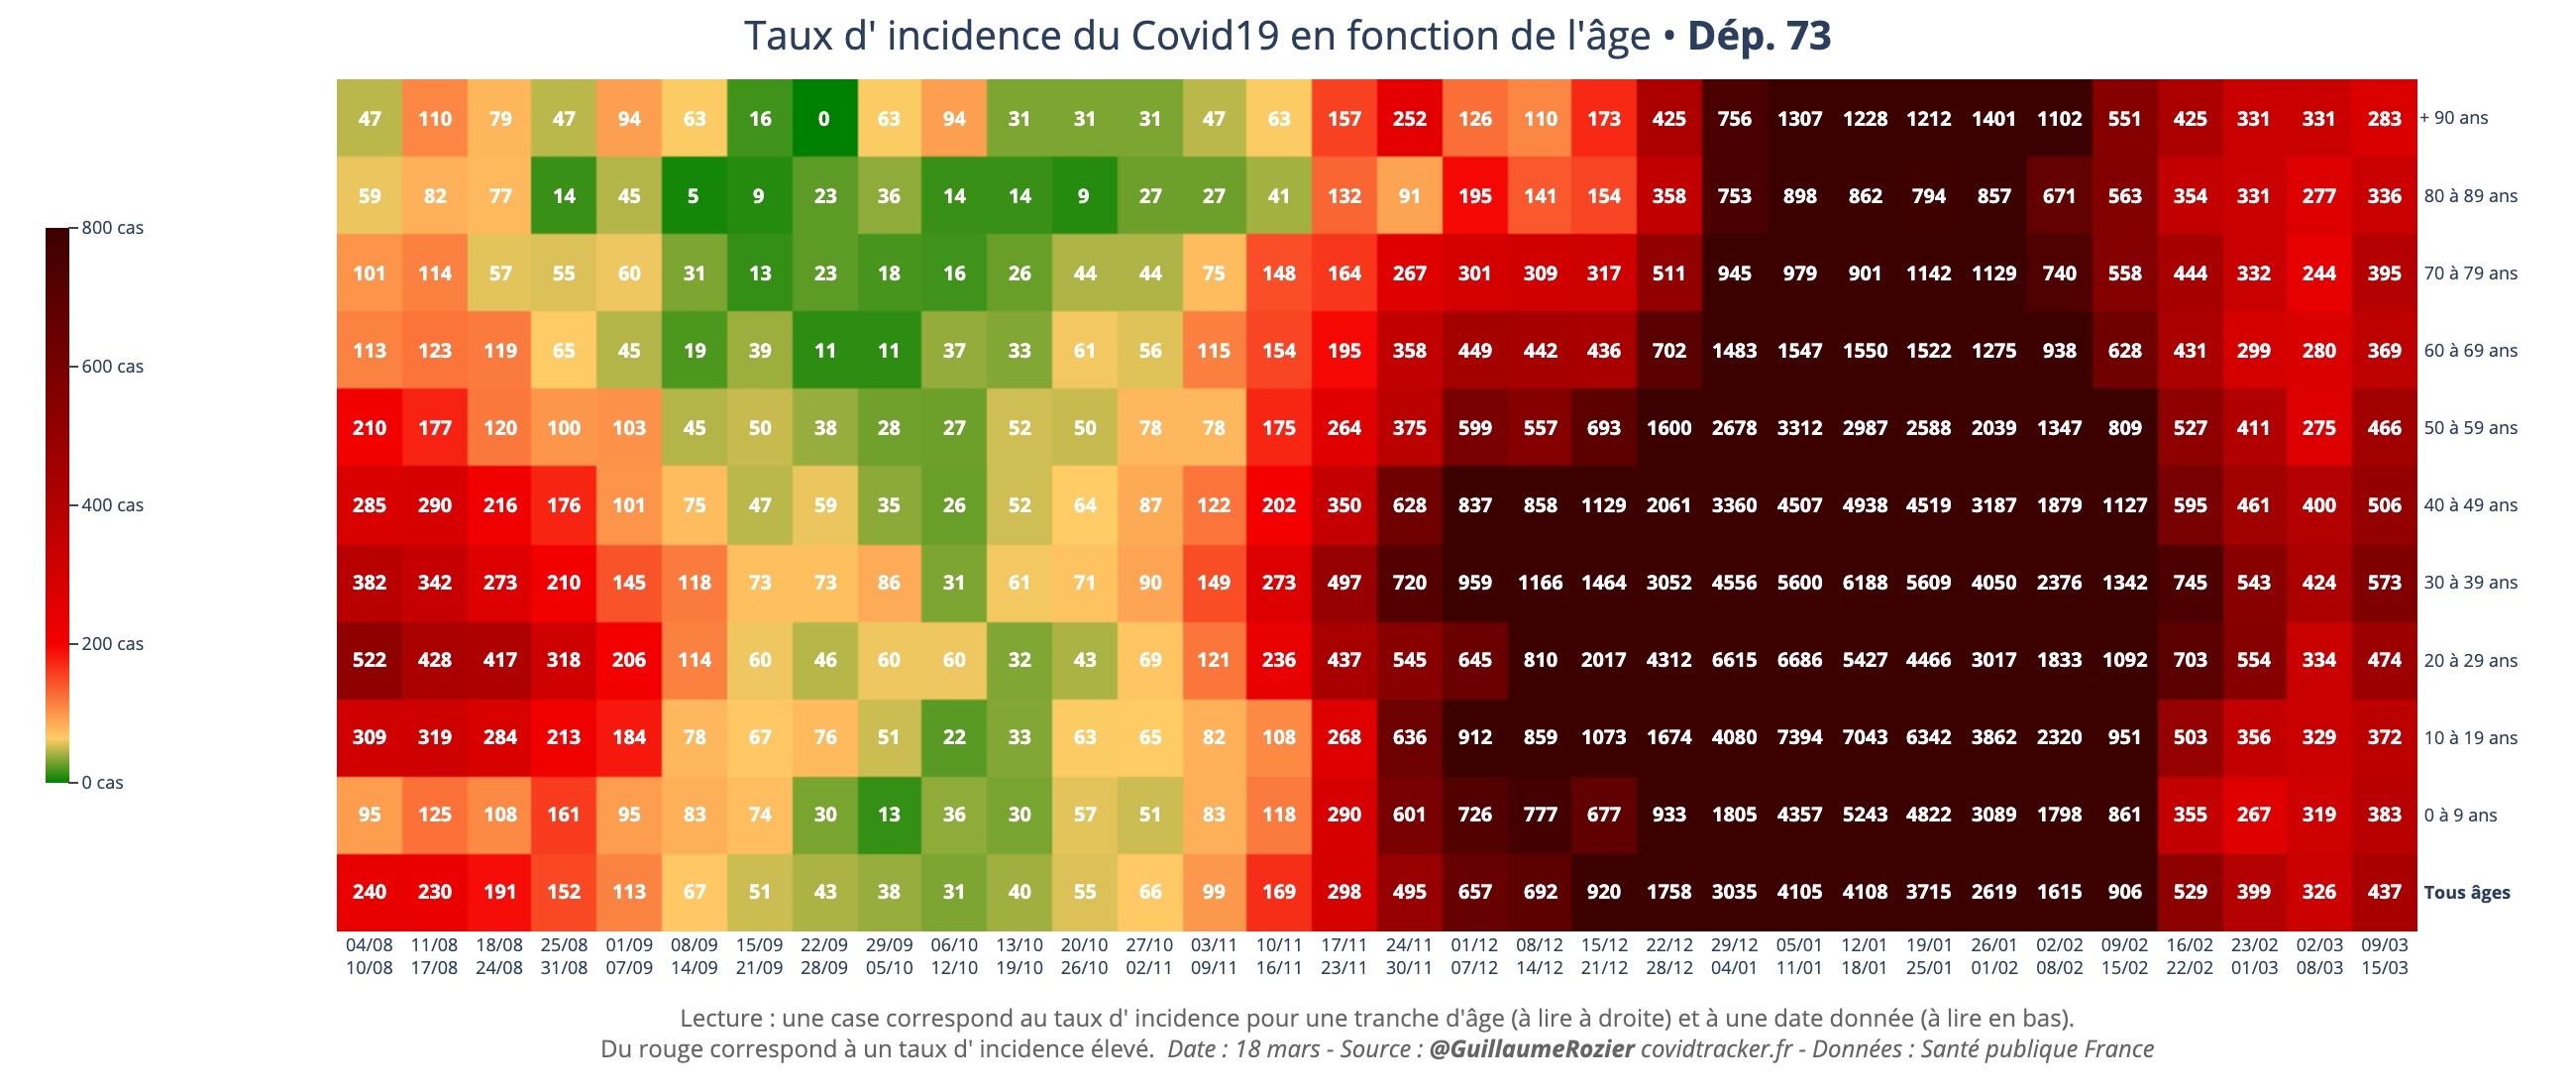 Taux d' incidence du Covid19 en fonction de l'âge • Dép. 73
47 110 79 47 94 63 16 0 63 94 31 31 31 47 63 157 252 126 110 173 425 756 1307 1228 1212 1401 1102 551 425 331 331 283 + 90 ans
59 82 77 14 45 5 9 23 36 14 14 9 27 27 41 132 91 195 141 154 358 753 898 862 794 857 671 563 354 331 277 336 80 à 89 ans
101 114 57 55 60 31 13 23 18 16 26 44 44 75 148 164 267 301 309 317 511 945 979 901 1142 1129 740 558 444 332 244 395 70 à 79 ans
113 123 119 65 45 19 39 11 11 37 33 61 56 115 154 195 358 449 442 436 702 1483 1547 1550 1522 1275 938 628 431 299 280 369 60 à 69 ans
210 177 120 100 103 45 50 38 28 27 52 50 78 78 175 264 375 599 557 693 1600 2678 3312 2987 2588 2039 1347 809 527 411 275 466 50 à 59 ans
285 290 216 176 101 75 47 59 35 26 52 64 87 122 202 350 628 837 858 1129 2061 3360 4507 4938 4519 3187 1879 1127 595 461 400 506 40 à 49 ans
382 342 273 210 145 118 73 73 86 31 61 71 90 149 273 497 720 959 1166 1464 3052 4556 5600 6188 5609 4050 2376 1342 745 543 424 573 30 à 39 ans
522 428 417 318 206 114 60 46 60 60 32 43 69 121 236 437 545 645 810 2017 4312 6615 6686 5427 4466 3017 1833 1092 703 554 334 474 20 à 29 ans
309 319 284 213 184 78 67 76 51 22 33 63 65 82 108 268 636 912 859 1073 1674 4080 7394 7043 6342 3862 2320 951 503 356 329 372 10 à 19 ans
95 125 108 161 95 83 74 30 13 36 30 57 51 83 118 290 601 726 777 677 933 1805 4357 5243 4822 3089 1798 861 355 267 319 383 0 à 9 ans
240 230 191 152 113 67 51 43 38 31 40 55 66 99 169 298 495 657 692 920 1758 3035 4105 4108 3715 2619 1615 906 529 399 326 437 Tous âges
04/08 11/08 18/08 25/08 01/09 08/09 15/09 22/09 29/09 06/10 13/10 20/10 27/10 03/11 10/11 17/11 24/11 01/12 08/12 15/12 22/12 29/12 05/01 12/01 19/01 26/01 02/02 09/02 16/02 23/02 02/03 09/03
10/08 17/08 24/08 31/08 07/09 14/09 21/09 28/09 05/10 12/10 19/10 26/10 02/11 09/11 16/11 23/11 30/11 07/12 14/12 21/12 28/12 04/01 11/01 18/01 25/01 01/02 08/02 15/02 22/02 01/03 08/03 15/03
800 cas
600 cas
400 cas
200 cas
0 cas
Lecture : une case correspond au taux d' incidence pour une tranche d'âge (à lire à droite) et à une date donnée (à lire en bas).
Du rouge correspond à un taux d' incidence élevé. Date : 18 mars - Source : @GuillaumeRozier covidtracker.fr - Données : Santé publique France